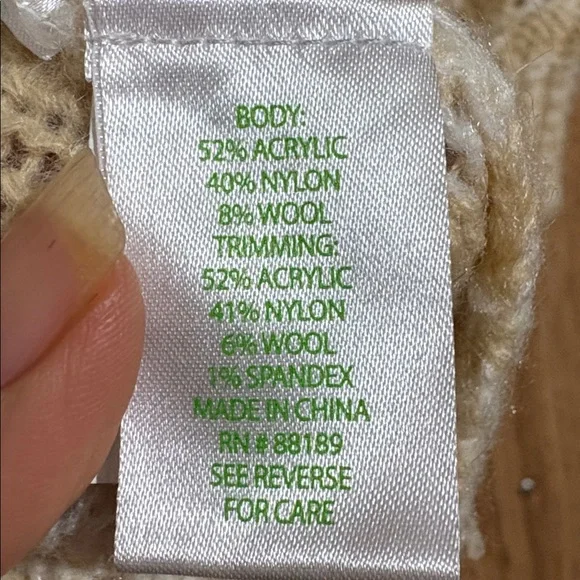 BODY:
52% ACRYLIC
40% NYLON
8% WOOL
TRIMMING:
52% ACRYLIC
41% NYLON
6% WOOL
1% SPANDEX
MADE IN CHINA
RN # 88189
SEE REVERSE
FOR CARE